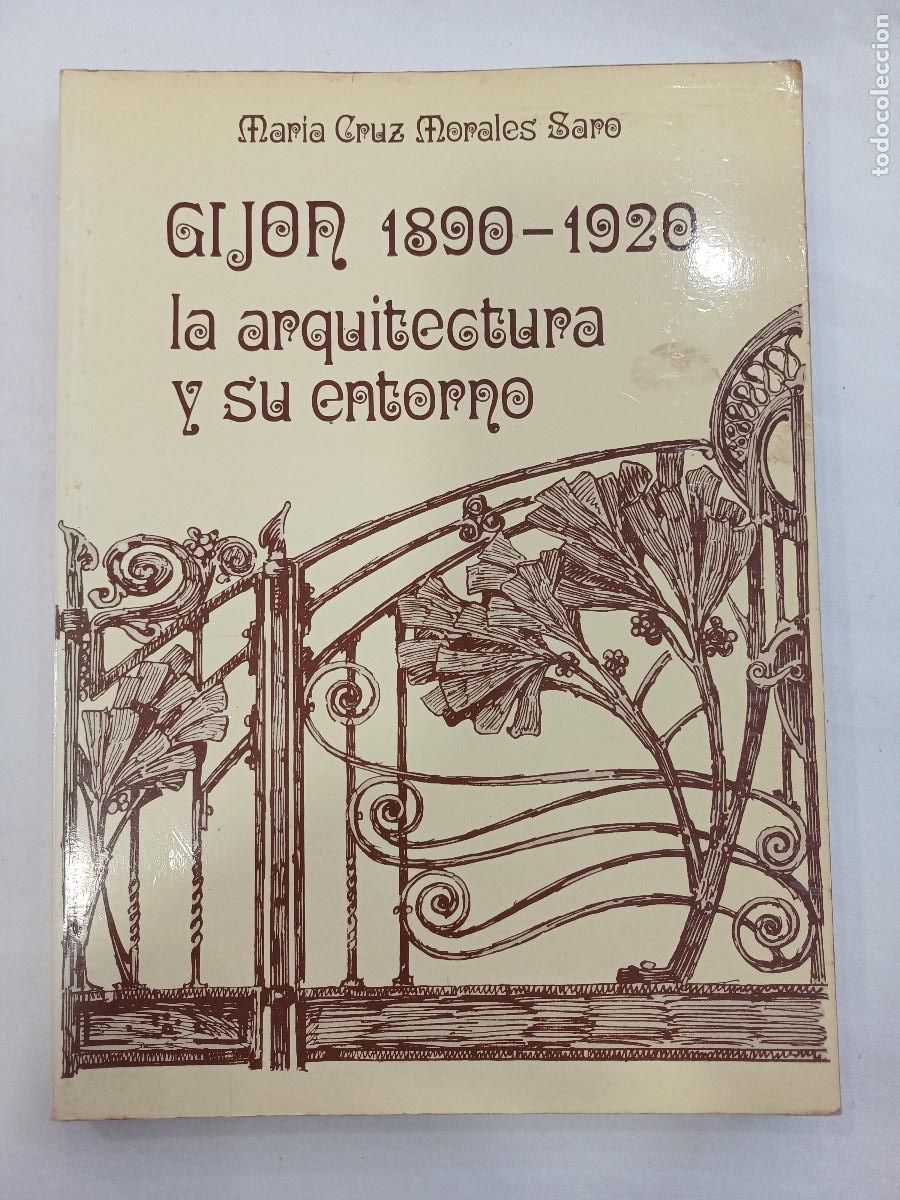 Maria Cruz Morales Saro
GIJON 1890-1920
la arquitectura
y su entorno
todocoleccion